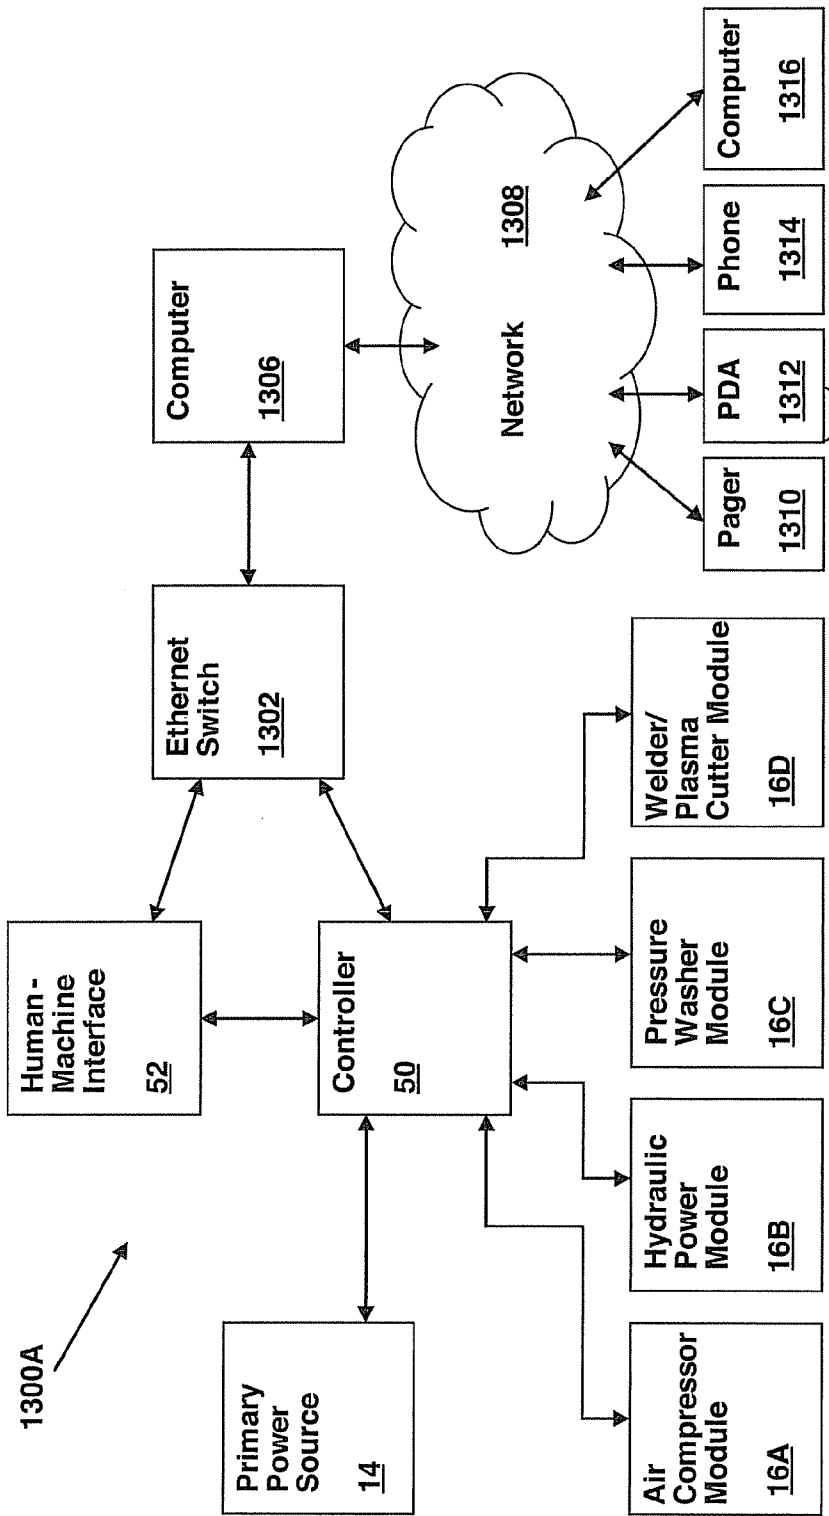 1300A
Primary
Power
Source
14
Human-
Machine
Interface
52
Controller
50
Ethernet
Switch
1302
Computer
1306
Network
1308
Air
Compressor
Module
16A
Hydraulic
Power
Module
16B
Pressure
Washer
Module
16C
Welder/
Plasma
Cutter Module
16D
Pager
1310
PDA
1312
Phone
1314
Computer
1316